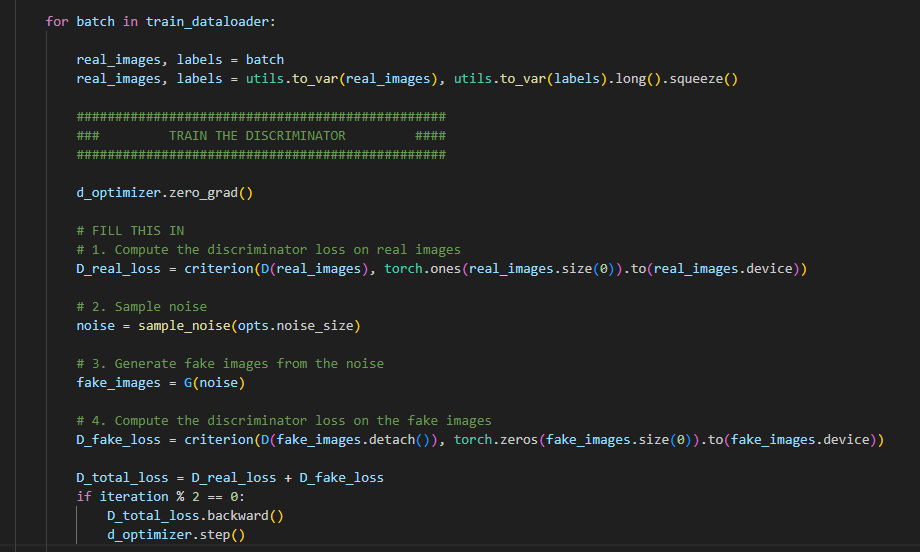 for batch in train_dataloader:
real_images, labels = batch
real_images, labels = utils.to_var(real_images), utils.to_var(labels).long().squeeze()
################################################
###         TRAIN THE DISCRIMINATOR         ####
################################################
d_optimizer.zero_grad()
# FILL THIS IN
# 1. Compute the discriminator loss on real images
D_real_loss = criterion(D(real_images), torch.ones(real_images.size(0)).to(real_images.device))
# 2. Sample noise
noise = sample_noise(opts.noise_size)
# 3. Generate fake images from the noise
fake_images = G(noise)
# 4. Compute the discriminator loss on the fake images
D_fake_loss = criterion(D(fake_images.detach()), torch.zeros(fake_images.size(0)).to(fake_images.device))
D_total_loss = D_real_loss + D_fake_loss
if iteration % 2 == 0:
D_total_loss.backward()
d_optimizer.step()